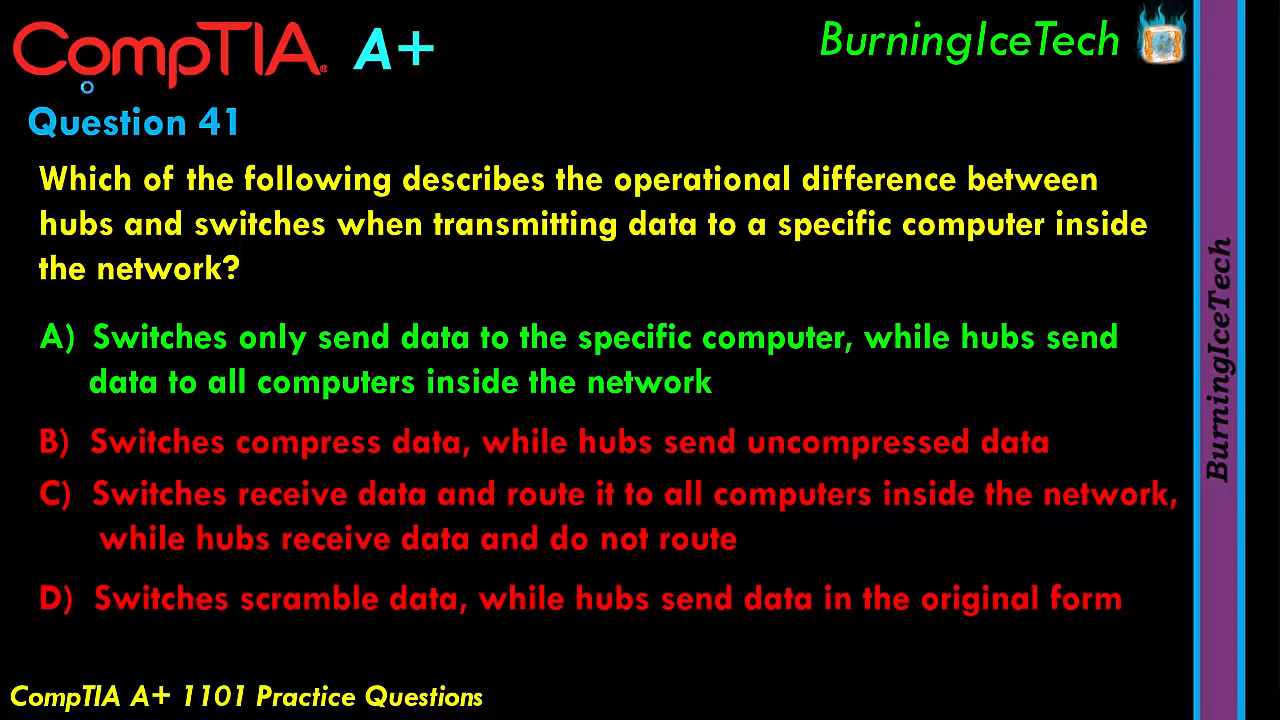 COMPTIA® A+
BurningIceTech
Question 41
Which of the following describes the operational difference between
hubs and switches when transmitting data to a specific computer inside
the network?
A) Switches only send data to the specific computer, while hubs send
data to all computers inside the network
B) Switches compress data, while hubs send uncompressed data
C) Switches receive data and route it to all computers inside the network,
while hubs receive data and do not route
D) Switches scramble data, while hubs send data in the original form
CompTIA A+ 1101 Practice Questions
BurningIceTech